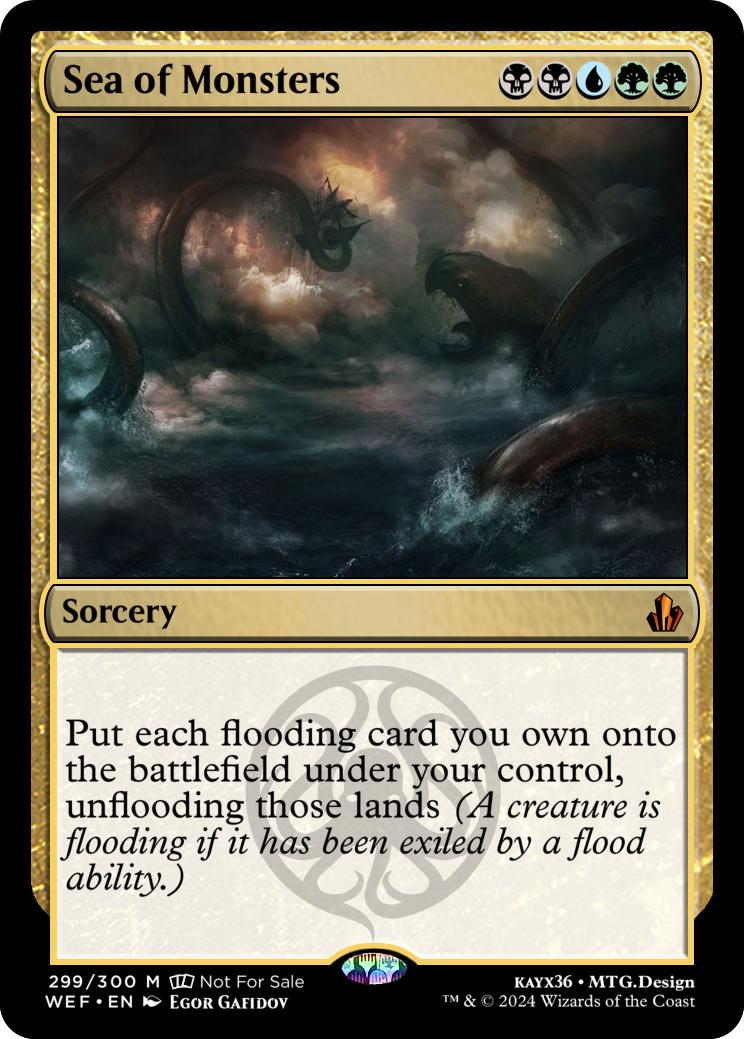 Sea of Monsters
Sorcery
Put each flooding card you own onto
the battlefield under your control,
unflooding those lands (A creature is
flooding if it has been exiled by a flood
ability.)
299/300 M Not For Sale
WEF • EN Egor Gafidov
KAYX36 • MTG.Design
™ & © 2024 Wizards of the Coast